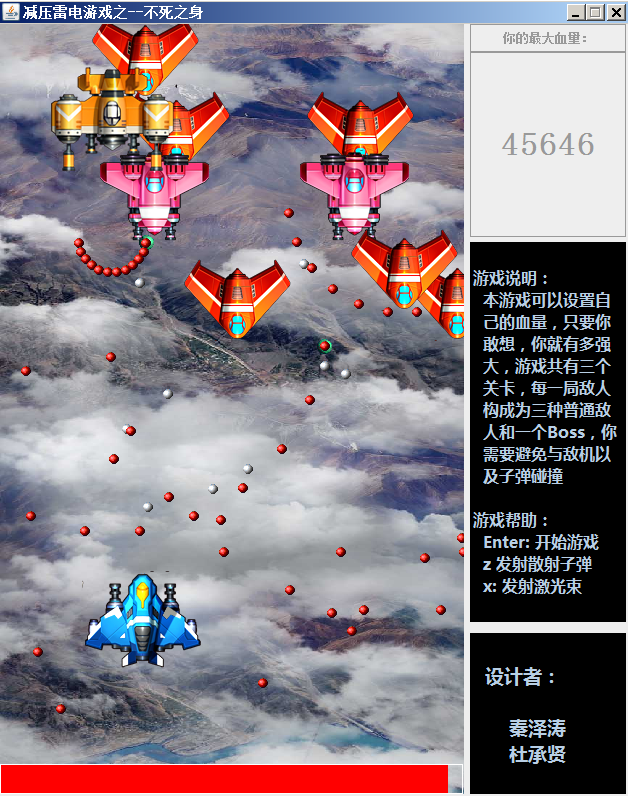 减压雷电游戏之--不死之身
你的最大血量:
45646
游戏说明：
本游戏可以设置自
己的血量，只要你
敢想，你就有多强
大，游戏共有三个
关卡，每一局敌人
构成为三种普通敌
人和一个Boss，你
需要避免与敌机以
及子弹碰撞
游戏帮助：
Enter: 开始游戏
z 发射散射子弹
x: 发射激光束
设计者：
秦泽涛
杜承贤